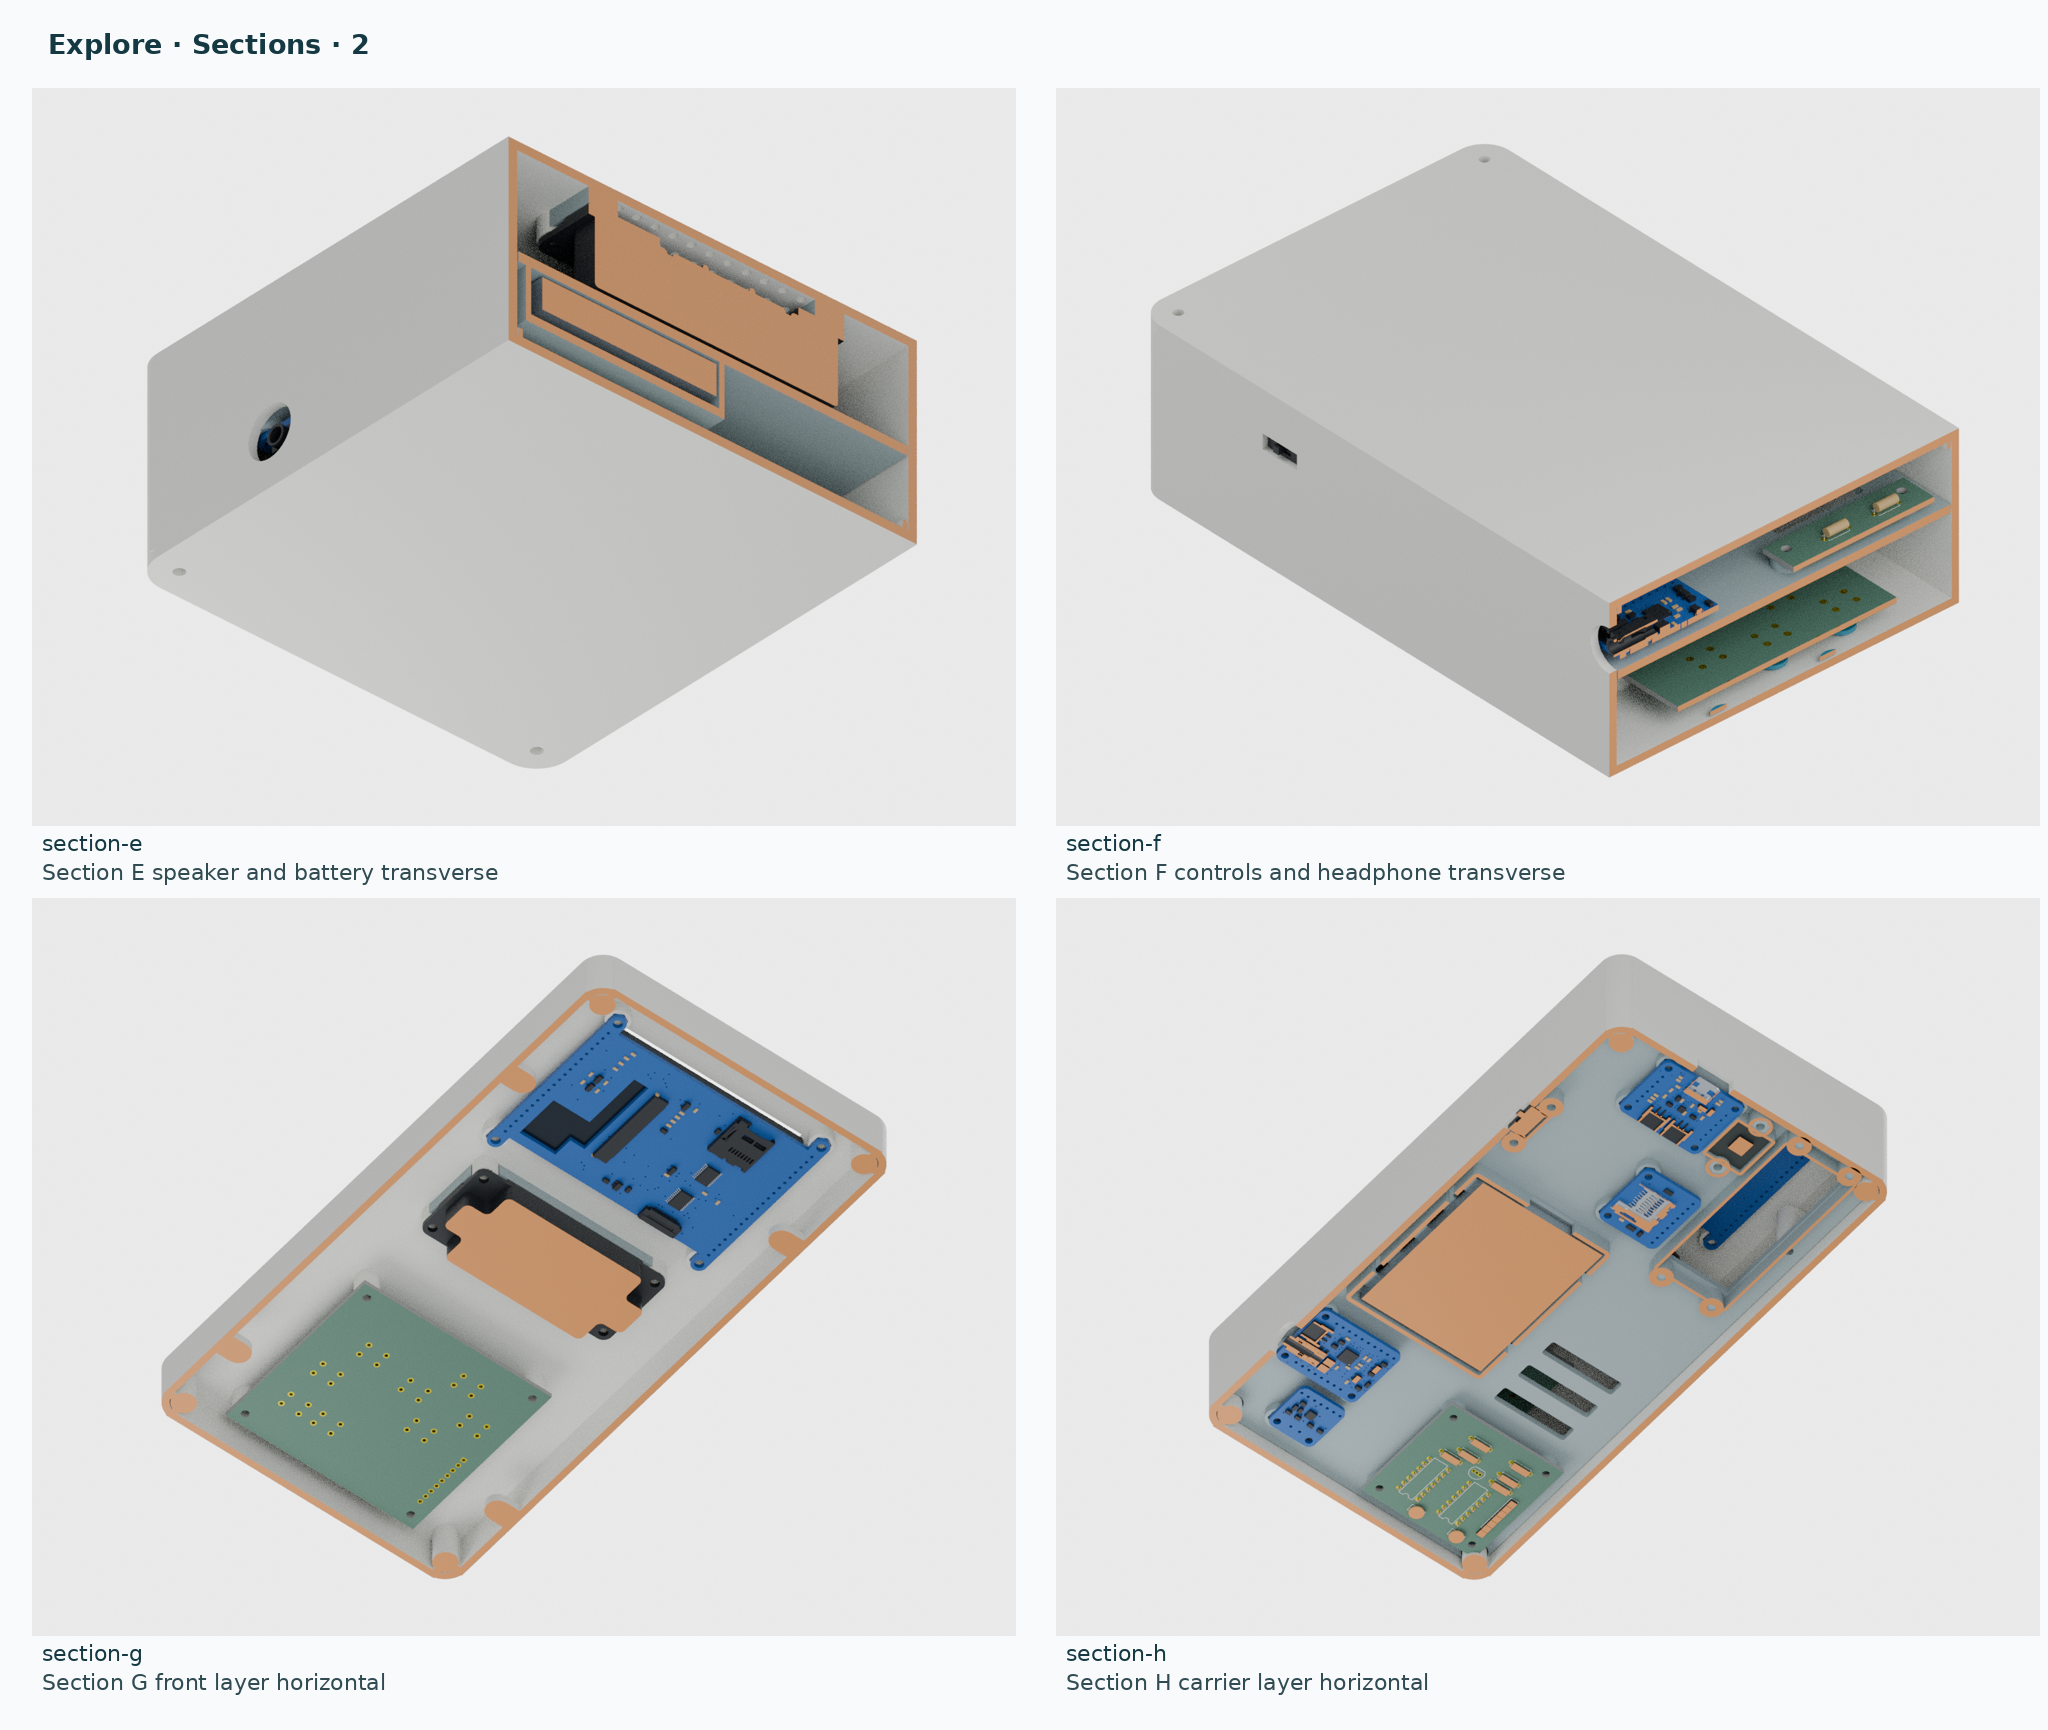 Explore · Sections · 2
section-e
Section E speaker and battery transverse
section-f
Section F controls and headphone transverse
section-g
Section G front layer horizontal
section-h
Section H carrier layer horizontal